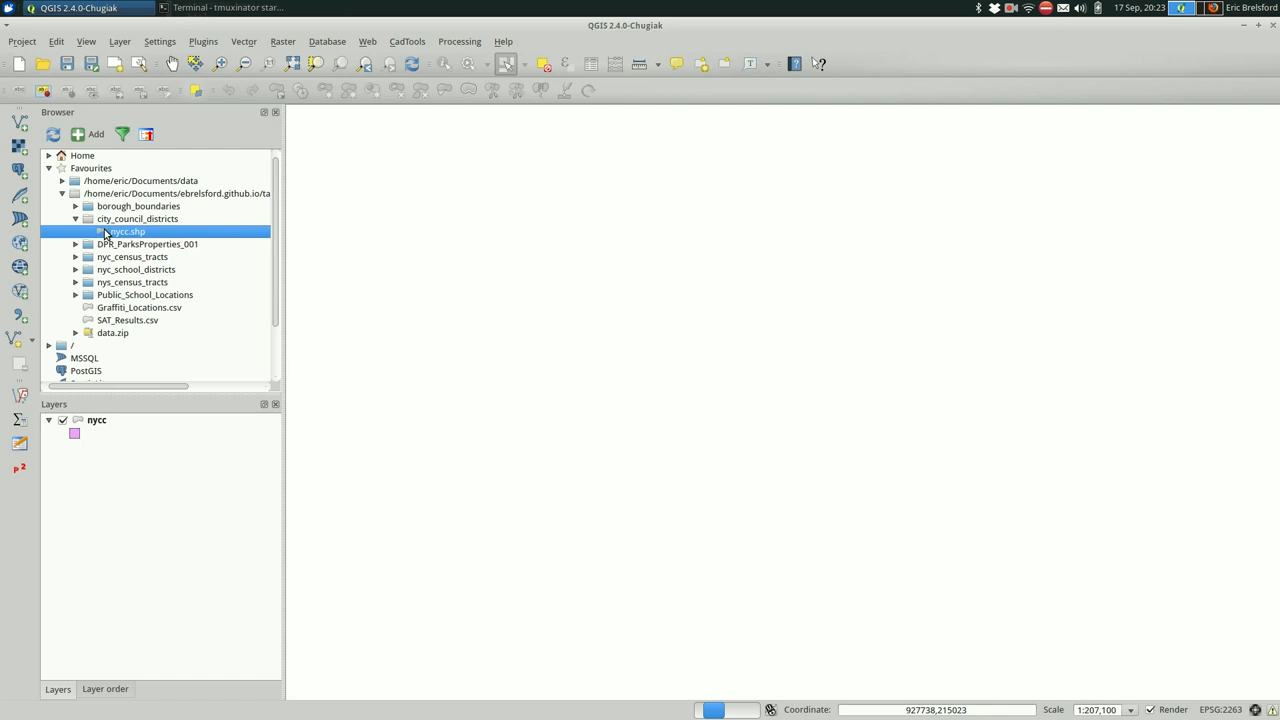 QGIS 2.4.0-Chugiak
Terminal - tmuxinator star...
17 Sep, 20:23
Eric Brelsford
QGIS 2.4.0-Chugiak
Project Edit View Layer Settings Plugins Vector Raster Database Web CadTools Processing Help
Browser
Add
Home
Favourites
/home/eric/Documents/data
/home/eric/Documents/ebrelsford.github.io/ta
borough_boundaries
city_council_districts
nycc.shp
DPR_ParksProperties_001
nyc_census_tracts
nyc_school_districts
nys_census_tracts
Public_School_Locations
Graffiti_Locations.csv
SAT_Results.csv
data.zip
/
MSSQL
PostGIS
Layers
nycc
Layers Layer order
Coordinate: 927738,215023 Scale 1:207,100 Render EPSG:2263